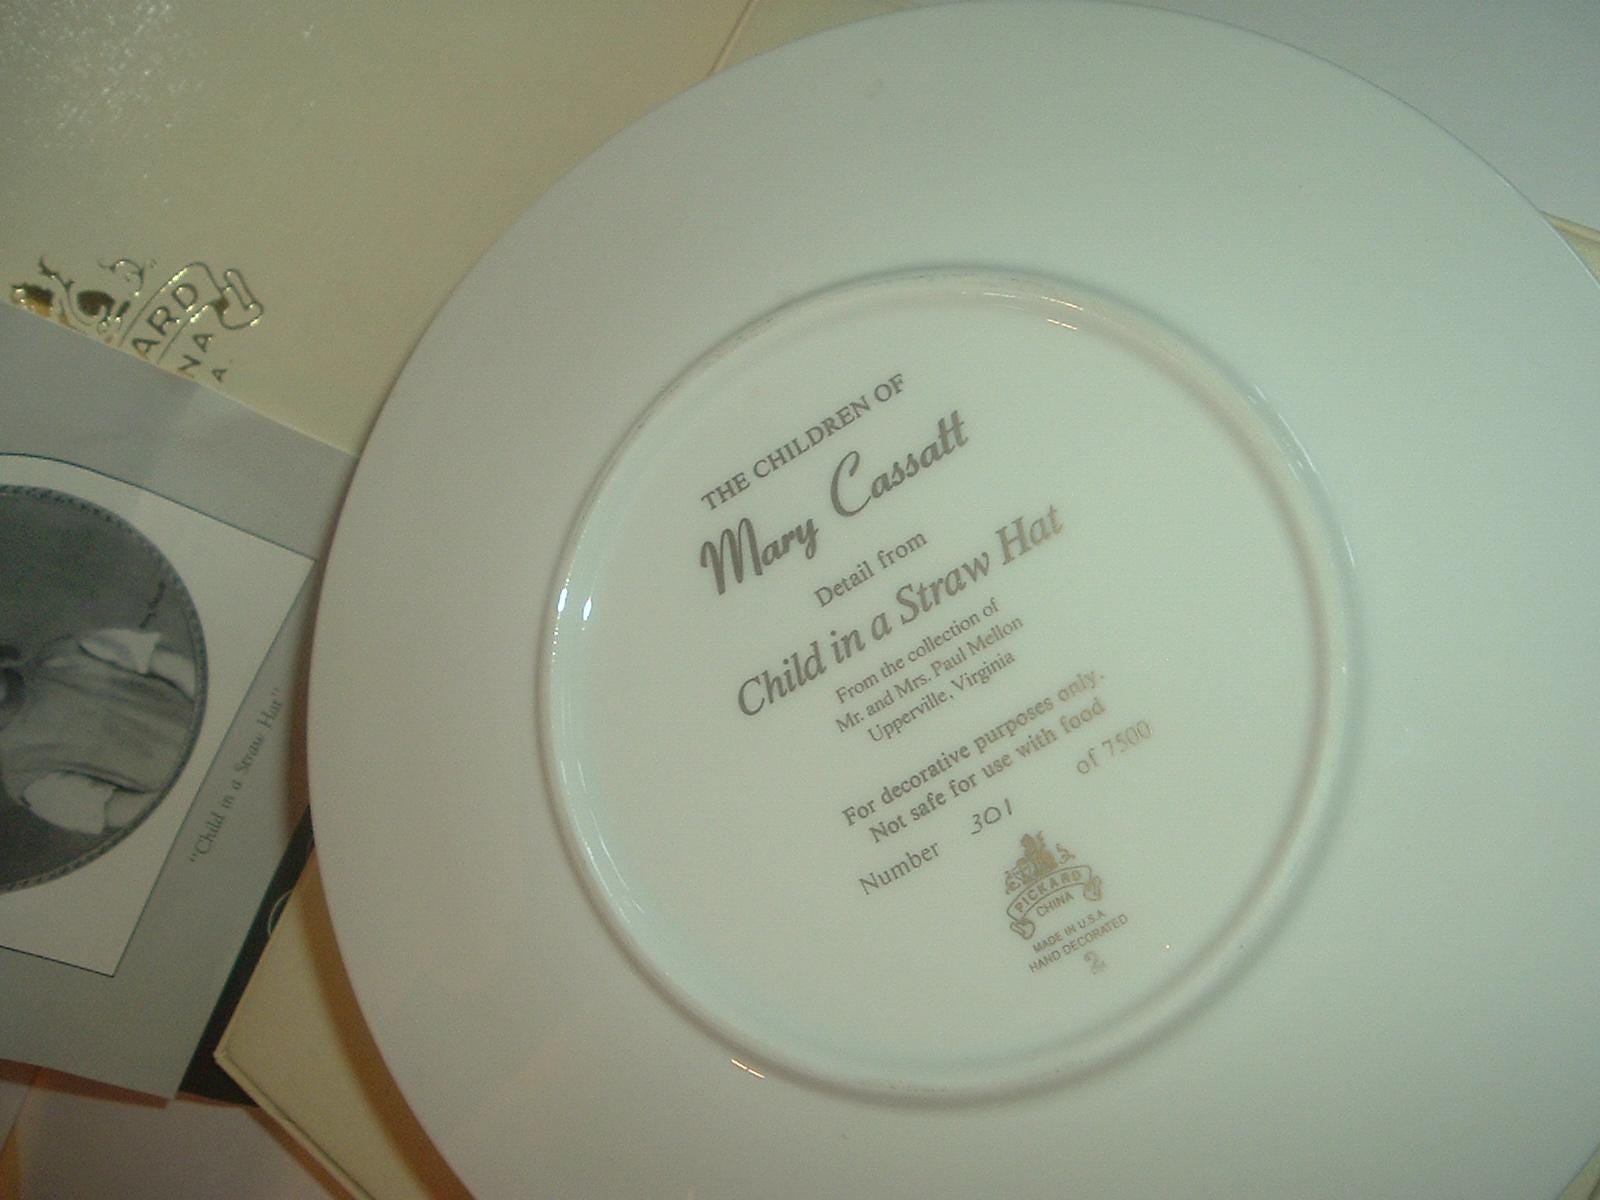 THE CHILDREN OF
Mary Cassatt
Detail from
Child in a Straw Hat
From the collection of
Mr. and Mrs. Paul Mellon
Upperville, Virginia
For decorative purposes only.
Not safe for use with food
Number 301 of 7500
PICKARD
CHINA
MADE IN U.S.A
HAND DECORATED
2
ARD
NA
A.
"Child in a Straw Hat"